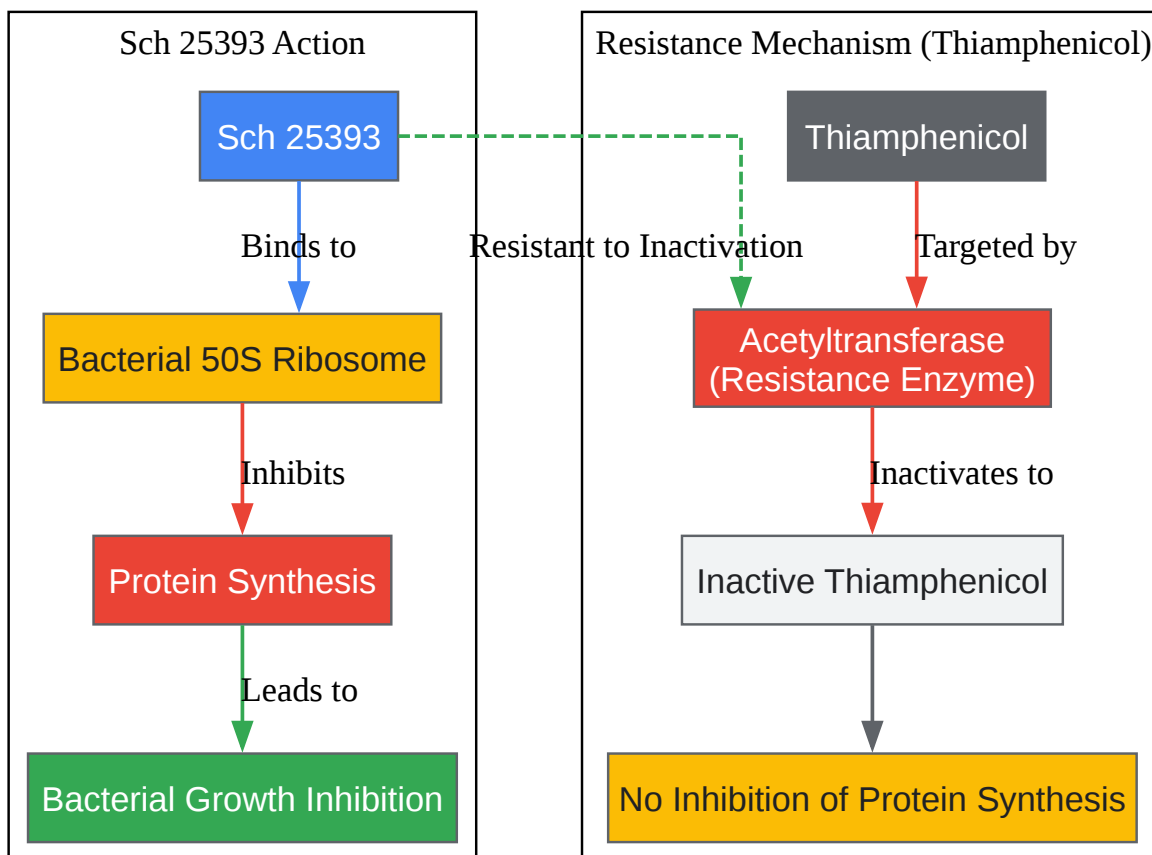 Sch 25393 Action
Sch 25393
Binds to
Bacterial 50S Ribosome
Inhibits
Protein Synthesis
Leads to
Bacterial Growth Inhibition
Resistant to Inactivation
Resistance Mechanism (Thiamphenicol)
Thiamphenicol
Targeted by
Acetyltransferase
(Resistance Enzyme)
Inactivates to
Inactive Thiamphenicol
No Inhibition of Protein Synthesis